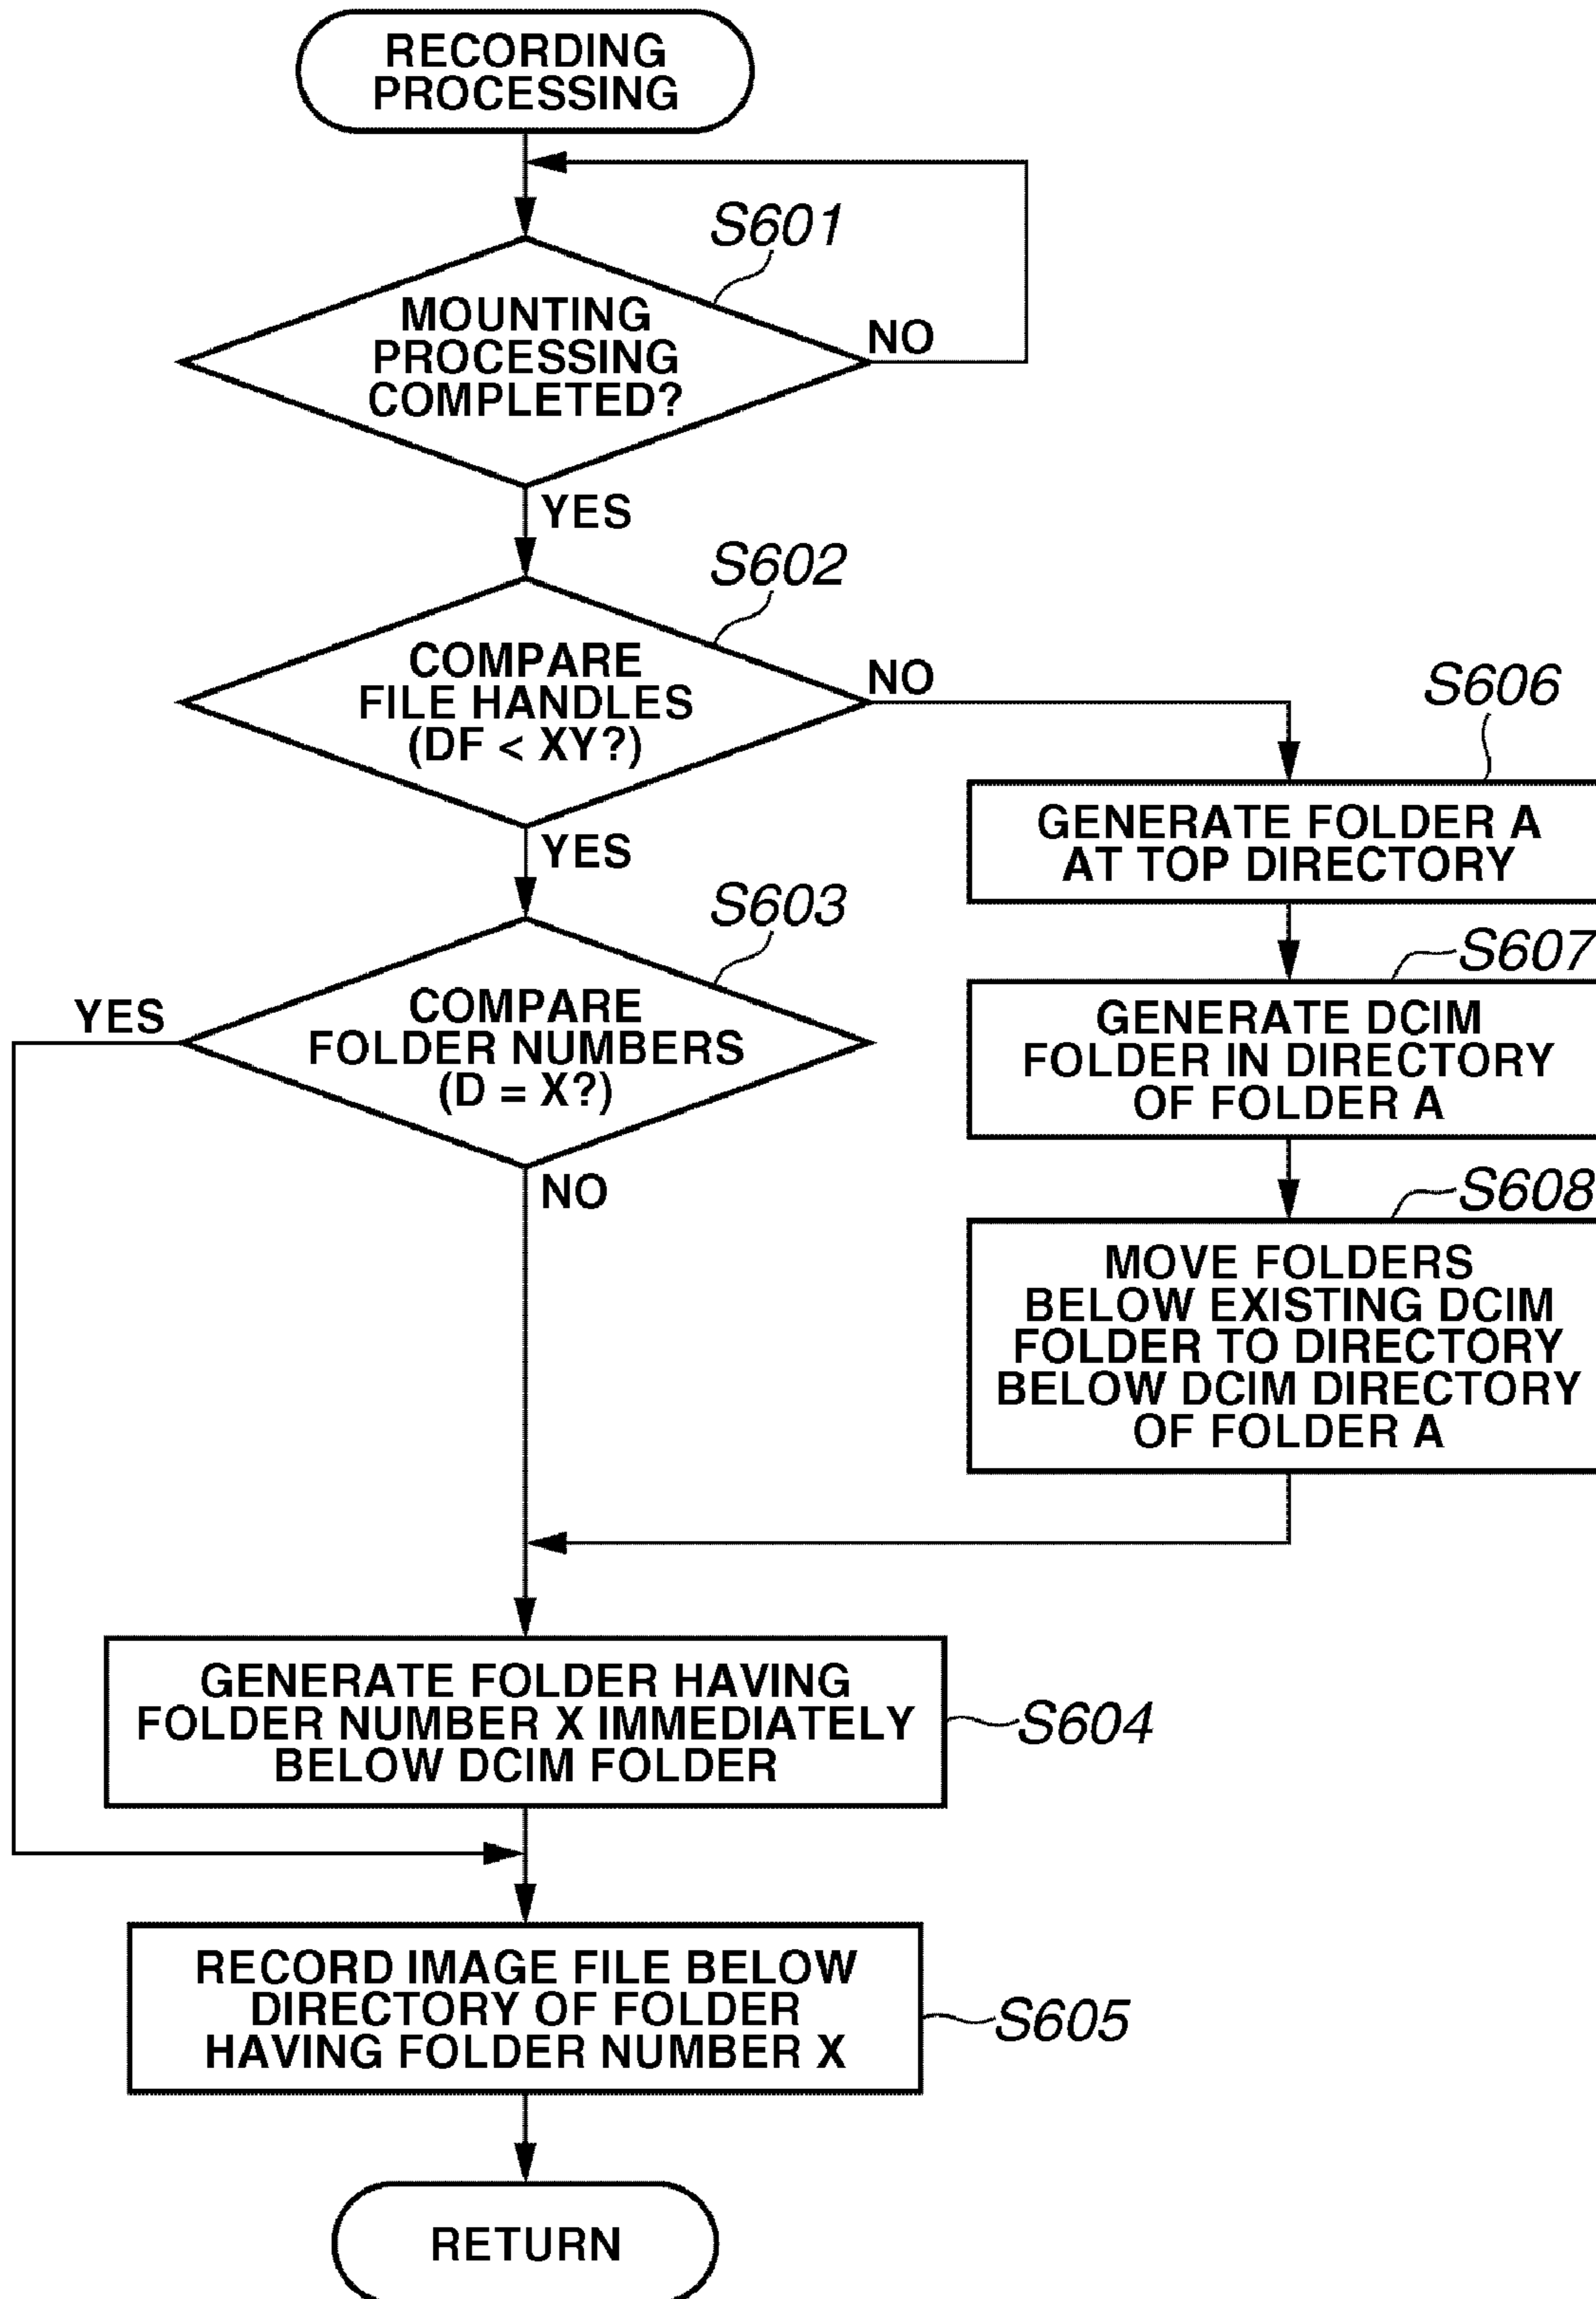 RECORDING
PROCESSING
S601
MOUNTING
PROCESSING
COMPLETED?
NO
YES
S602
COMPARE
FILE HANDLES
(DF < XY?)
NO
YES
S606
GENERATE FOLDER A
AT TOP DIRECTORY
S603
COMPARE
FOLDER NUMBERS
(D = X?)
YES
NO
S607
GENERATE DCIM
FOLDER IN DIRECTORY
OF FOLDER A
S608
MOVE FOLDERS
BELOW EXISTING DCIM
FOLDER TO DIRECTORY
BELOW DCIM DIRECTORY
OF FOLDER A
GENERATE FOLDER HAVING
FOLDER NUMBER X IMMEDIATELY
BELOW DCIM FOLDER
S604
RECORD IMAGE FILE BELOW
DIRECTORY OF FOLDER
HAVING FOLDER NUMBER X
S605
RETURN